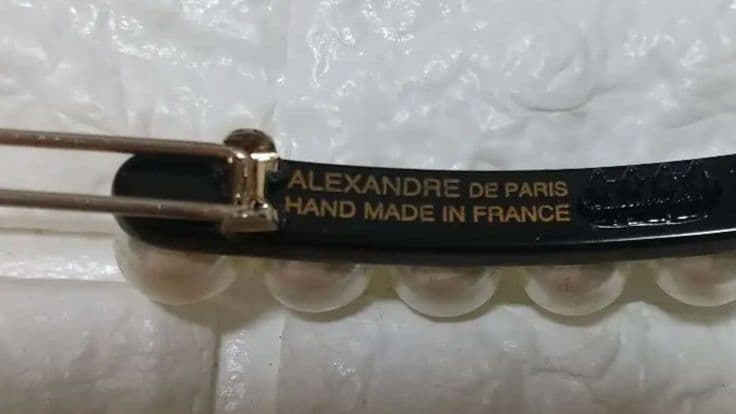 ALEXANDRE DE PARIS
HAND MADE IN FRANCE